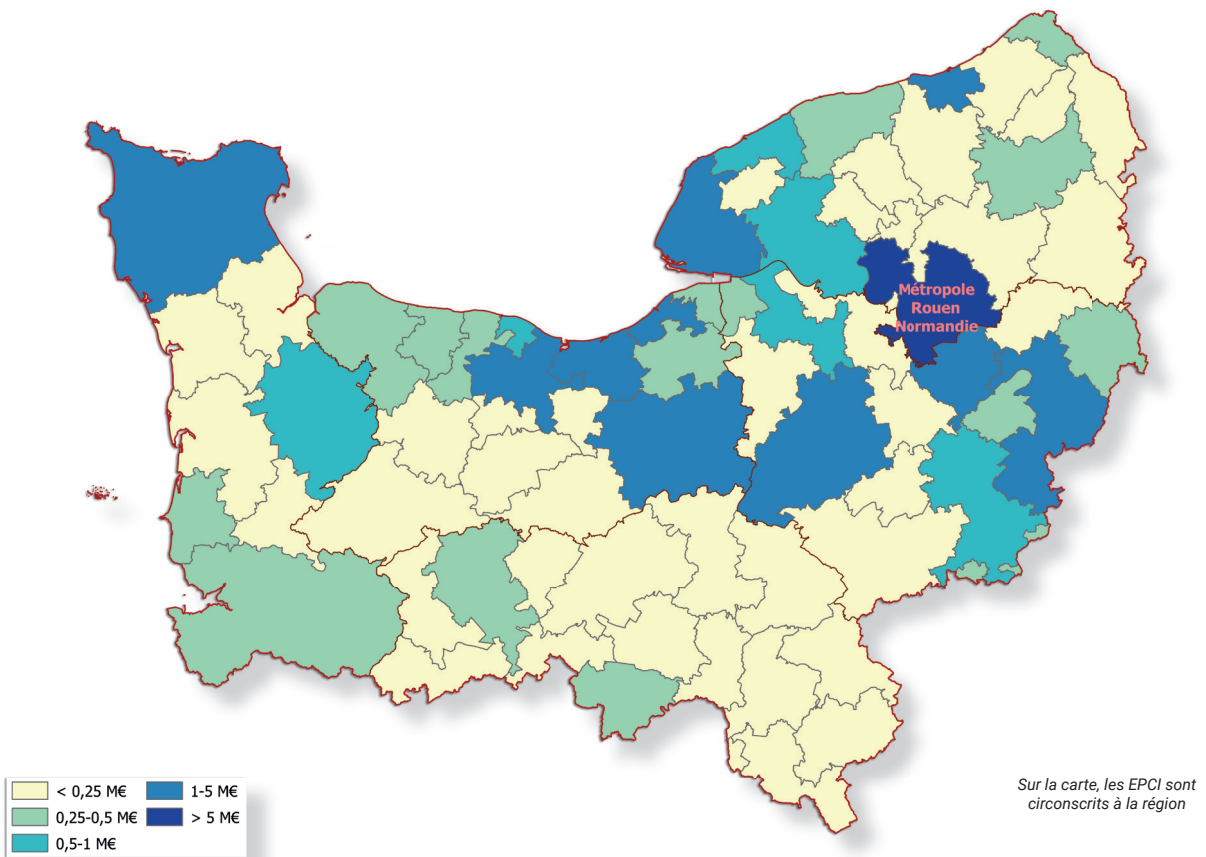 Métropole
Rouen
Normandie
< 0,25 M€
0,25-0,5 M€
0,5-1 M€
1-5 M€
> 5 M€
Sur la carte, les EPCI sont
circonscrits à la région